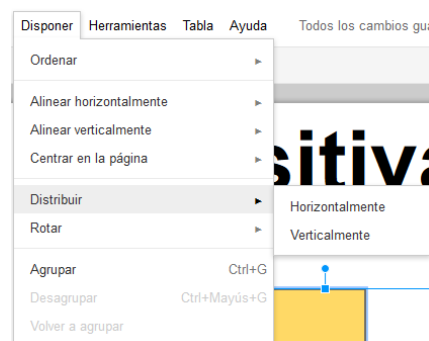 Disponer Herramientas Tabla Ayuda Todos los cambios gua
Ordenar
Alinear horizontalmente
Alinear verticalmente
Centrar en la página
sitiva
Distribuir
Horizontalmente
Rotar
Verticalmente
Agrupar Ctrl+G
Desagrupar Ctrl+Mayús+G
Volver a agrupar